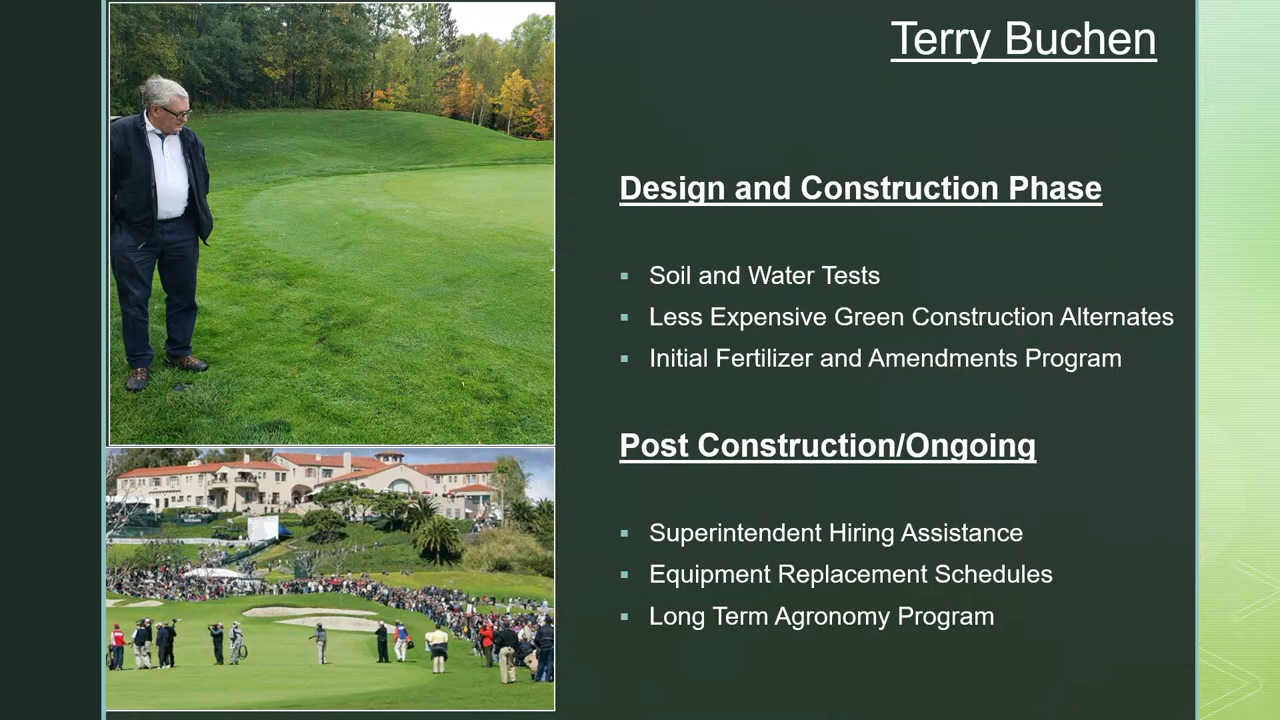 Terry Buchen
Design and Construction Phase
Soil and Water Tests
Less Expensive Green Construction Alternates
Initial Fertilizer and Amendments Program
Post Construction/Ongoing
Superintendent Hiring Assistance
Equipment Replacement Schedules
Long Term Agronomy Program
NISSAN